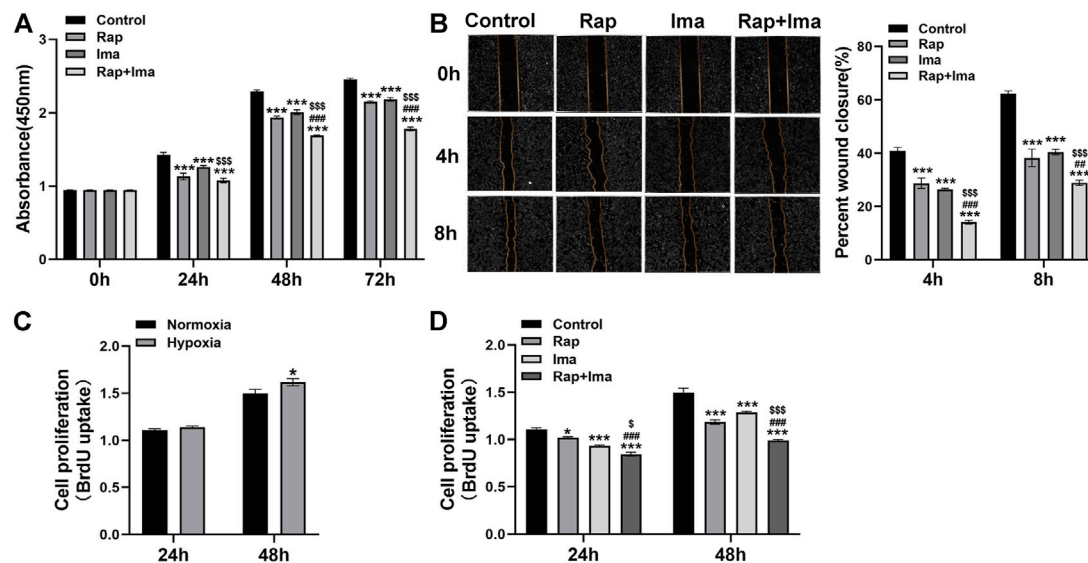 A
Control
Rap
Ima
Rap+Ima
Absorbance(450nm)
3
2
1
0
*** *** $$$ ***
*** *** $$$ ### ***
*** *** $$$ ### ***
0h 24h 48h 72h
B
Control Rap Ima Rap+Ima
0h
4h
8h
Control
Rap
Ima
Rap+Ima
Percent wound closure(%)
80
60
40
20
0
*** *** $$$ ### ***
*** *** $$$ ## ***
4h 8h
C
Normoxia
Hypoxia
Cell proliferation
(BrdU uptake)
2.0
1.5
1.0
0.5
0.0
*
24h 48h
D
Control
Rap
Ima
Rap+Ima
Cell proliferation
(BrdU uptake)
2.0
1.5
1.0
0.5
0.0
* *** $ ### ***
*** *** $$$ ### ***
24h 48h